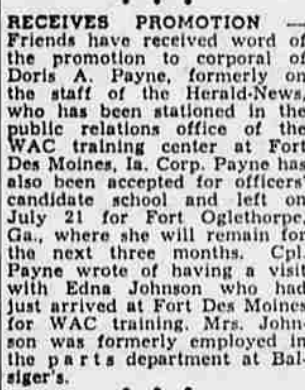 RECEIVES PROMOTION —
Friends have received word of
the promotion to corporal of
Doris A. Payne, formerly on
the staff of the Herald-News,
who has been stationed in the
public relations office of the
WAC training center at Fort
Des Moines, Ia. Corp. Payne has
also been accepted for officers'
candidate school and left on
July 21 for Fort Oglethorpe,
Ga., where she will remain for
the next three months. Cpl.
Payne wrote of having a visit
with Edna Johnson who had
just arrived at Fort Des Moines
for WAC training. Mrs. John
son was formerly employed in
the parts department at Bal
siger's.